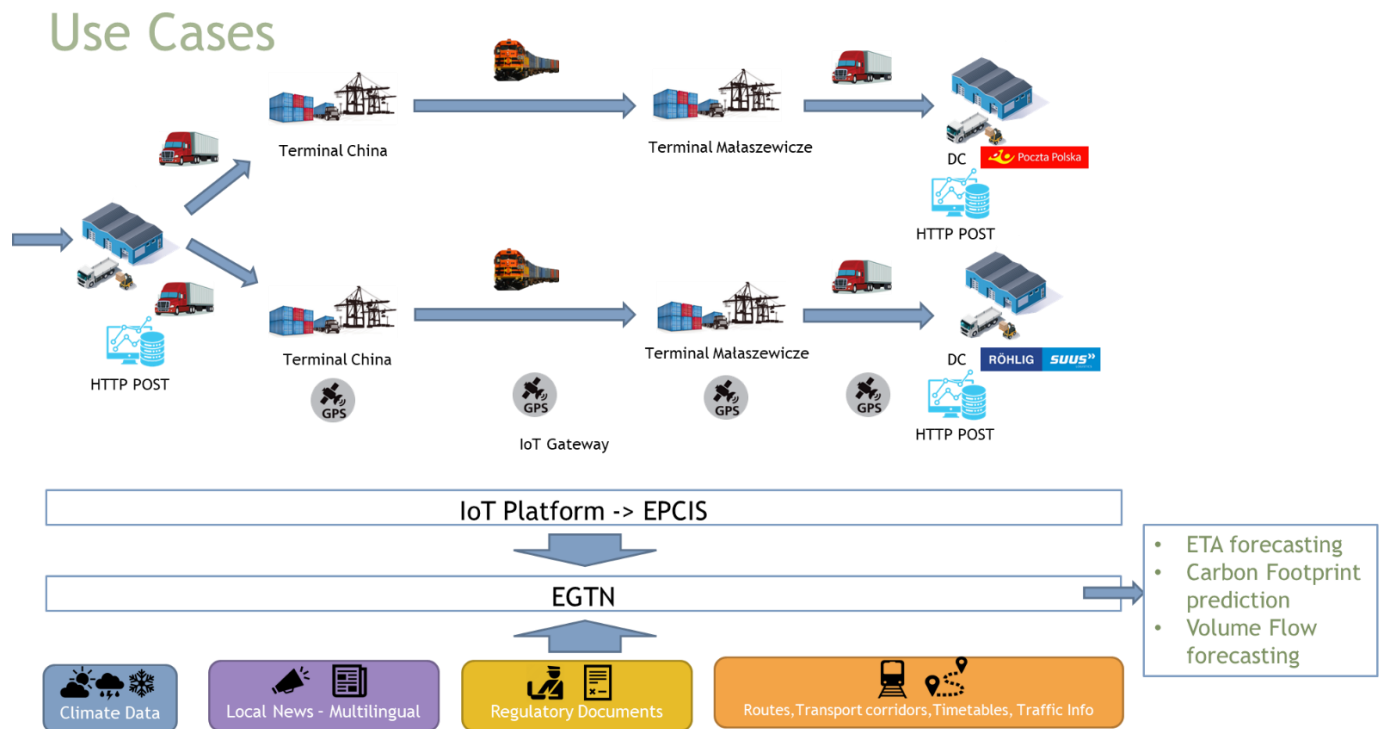 Use Cases
Terminal China
Terminal Małaszewicze
DC
Poczta Polska
HTTP POST
HTTP POST
Terminal China
Terminal Małaszewicze
DC
RÖHLIG SUUS»
GPS
GPS
GPS
GPS
HTTP POST
IoT Gateway
IoT Platform -> EPCIS
EGTN
• ETA forecasting
• Carbon Footprint
prediction
• Volume Flow
forecasting
Climate Data
Local News - Multilingual
Regulatory Documents
Routes,Transport corridors,Timetables, Traffic Info